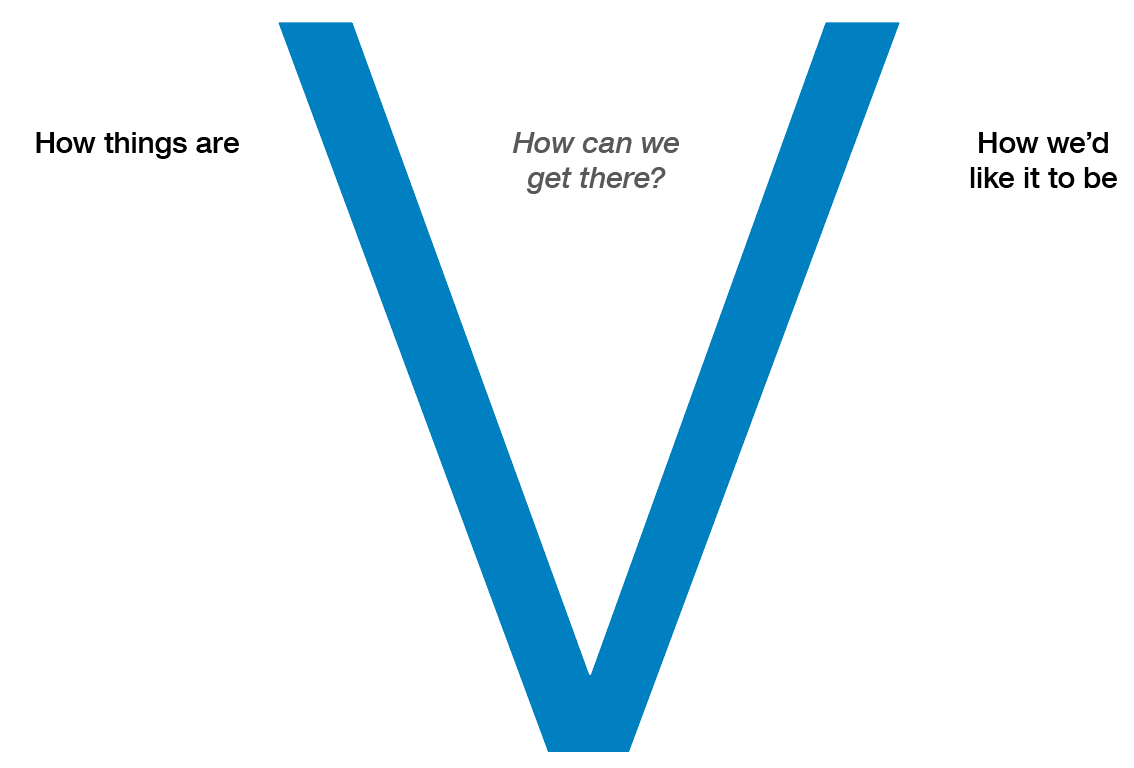 How things are
How can we
get there?
How we’d
like it to be